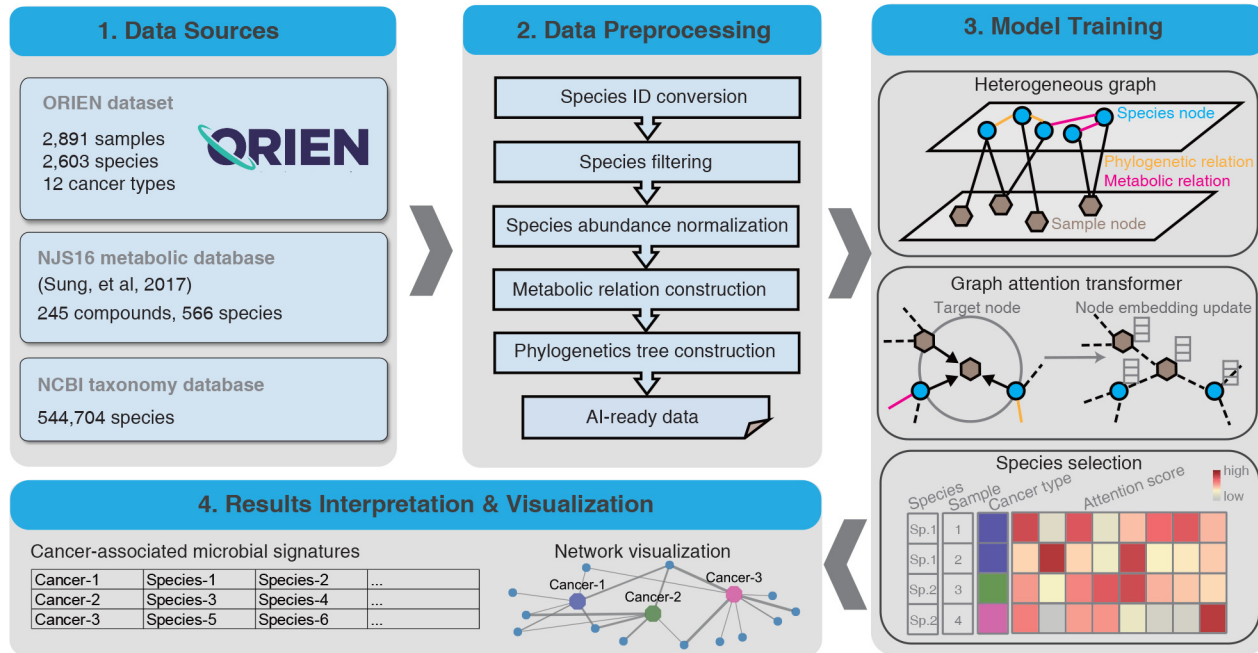 1. Data Sources
ORIEN dataset
2,891 samples
2,603 species
12 cancer types
ORIEN
NJS16 metabolic database
(Sung, et al, 2017)
245 compounds, 566 species
NCBI taxonomy database
544,704 species
2. Data Preprocessing
Species ID conversion
Species filtering
Species abundance normalization
Metabolic relation construction
Phylogenetics tree construction
AI-ready data
3. Model Training
Heterogeneous graph
Species node
Phylogenetic relation
Metabolic relation
Sample node
Graph attention transformer
Target node
Node embedding update
Species selection
high
low
Species Sample Cancer type Attention score
Sp.1 1
Sp.1 2
Sp.2 3
Sp.2 4
4. Results Interpretation & Visualization
Cancer-associated microbial signatures
Cancer-1 Species-1 Species-2 ...
Cancer-2 Species-3 Species-4 ...
Cancer-3 Species-5 Species-6 ...
Network visualization
Cancer-1
Cancer-2
Cancer-3